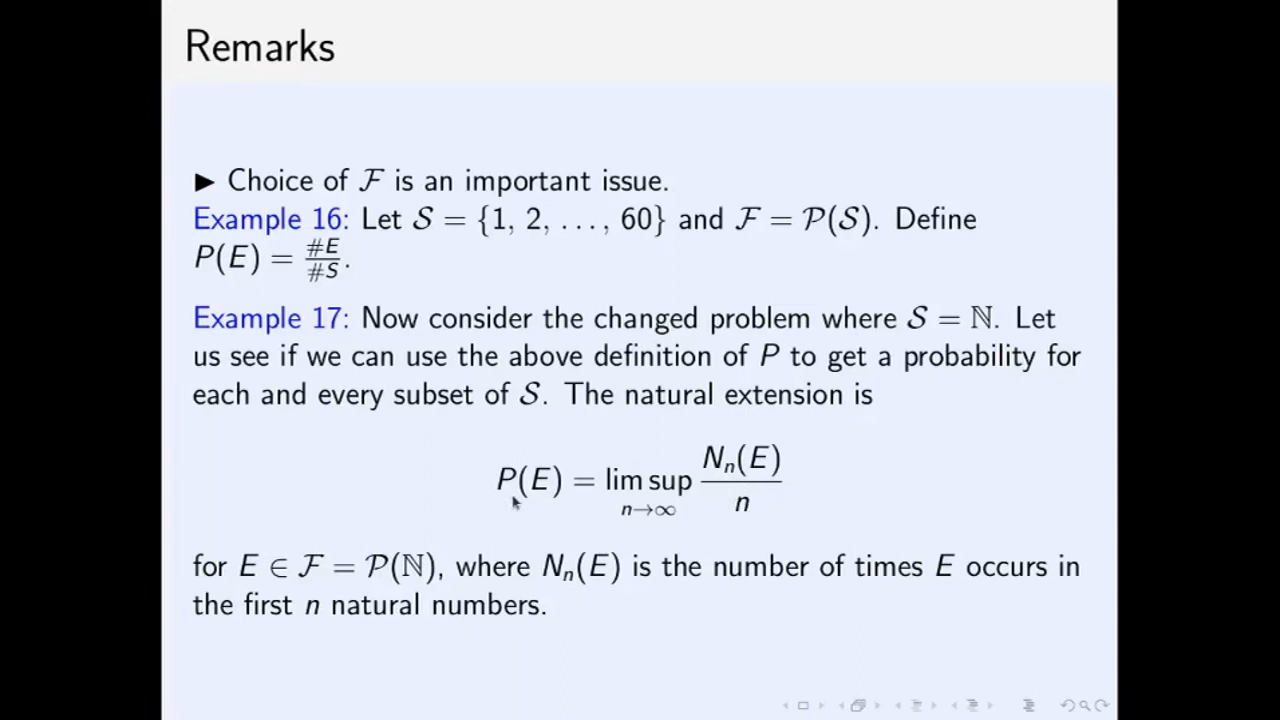 Remarks
▶ Choice of ℱ is an important issue.
Example 16: Let 𝒮 = {1, 2, . . . , 60} and ℱ = 𝒫(𝒮). Define
P(E) = #E/#S.
Example 17: Now consider the changed problem where 𝒮 = ℕ. Let
us see if we can use the above definition of P to get a probability for
each and every subset of 𝒮. The natural extension is
P(E) = lim sup_{n→∞} N_n(E)/n
for E ∈ ℱ = 𝒫(ℕ), where N_n(E) is the number of times E occurs in
the first n natural numbers.